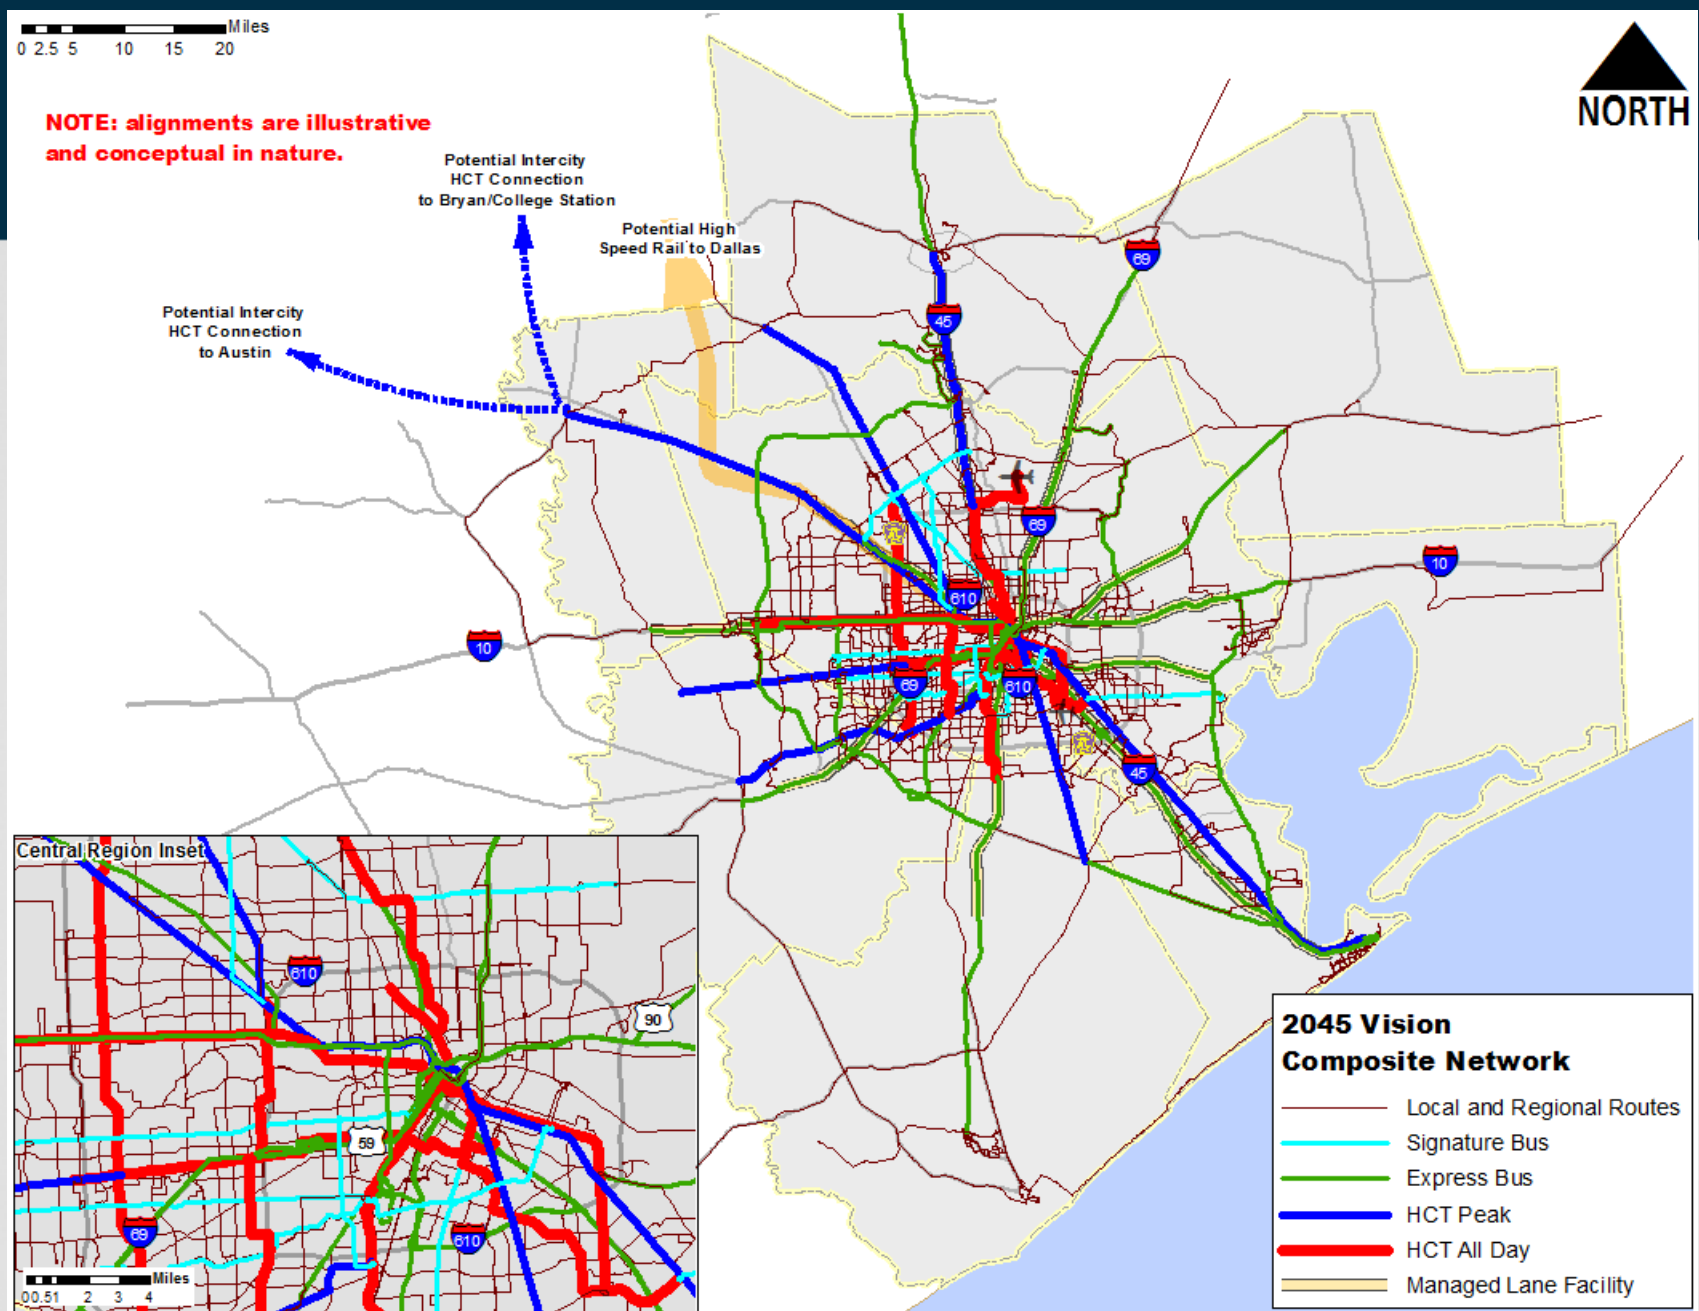 Miles
0 2.5 5 10 15 20
NORTH
NOTE: alignments are illustrative
and conceptual in nature.
Potential Intercity
HCT Connection
to Bryan/College Station
Potential High
Speed Rail to Dallas
Potential Intercity
HCT Connection
to Austin
69
45
69
10
610
10
69
610
45
Central Region Inset
610
90
59
69
610
Miles
0 0.5 1 2 3 4
2045 Vision
Composite Network
Local and Regional Routes
Signature Bus
Express Bus
HCT Peak
HCT All Day
Managed Lane Facility